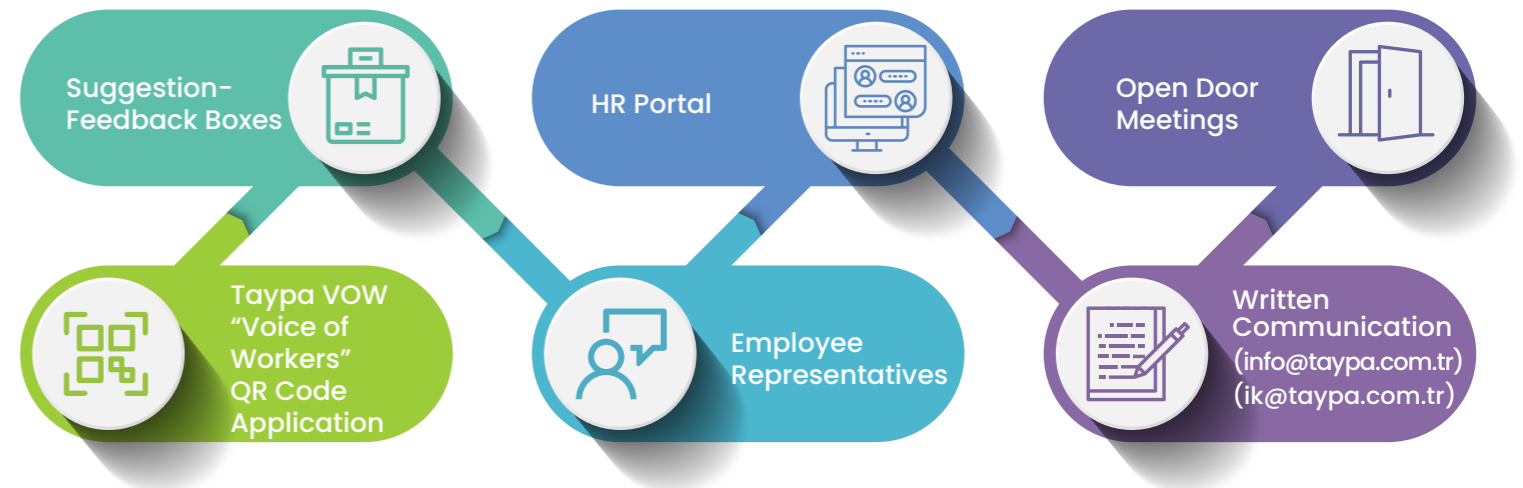 Suggestion-
Feedback Boxes
HR Portal
Open Door
Meetings
Taypa VOW
“Voice of
Workers”
QR Code
Application
Employee
Representatives
Written
Communication
(info@taypa.com.tr)
(ik@taypa.com.tr)